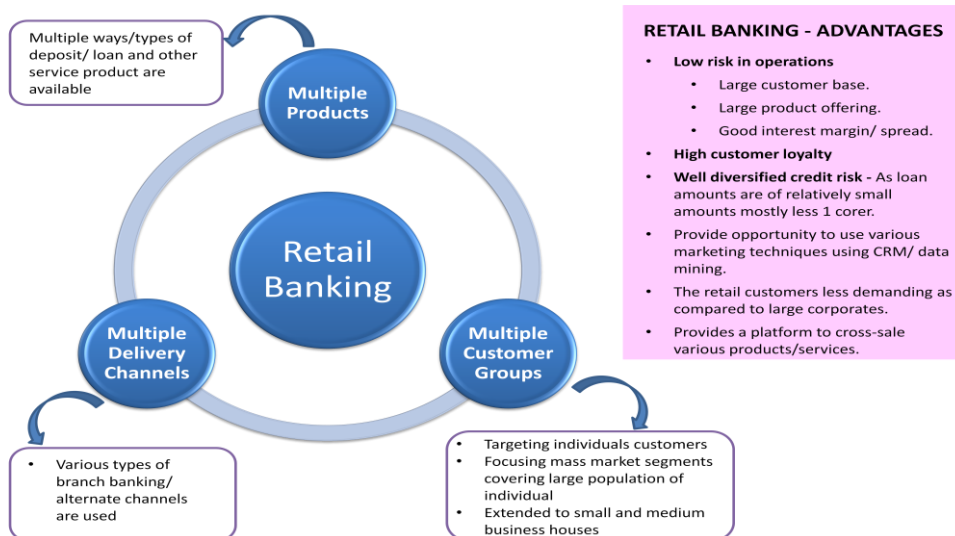 Multiple ways/types of
deposit/ loan and other
service product are
available
Multiple
Products
Retail
Banking
Multiple
Delivery
Channels
Multiple
Customer
Groups
• Various types of
branch banking/
alternate channels
are used
• Targeting individuals customers
• Focusing mass market segments
covering large population of
individual
• Extended to small and medium
business houses
RETAIL BANKING - ADVANTAGES
• Low risk in operations
• Large customer base.
• Large product offering.
• Good interest margin/ spread.
• High customer loyalty
• Well diversified credit risk - As loan
amounts are of relatively small
amounts mostly less 1 corer.
• Provide opportunity to use various
marketing techniques using CRM/ data
mining.
• The retail customers less demanding as
compared to large corporates.
• Provides a platform to cross-sale
various products/services.